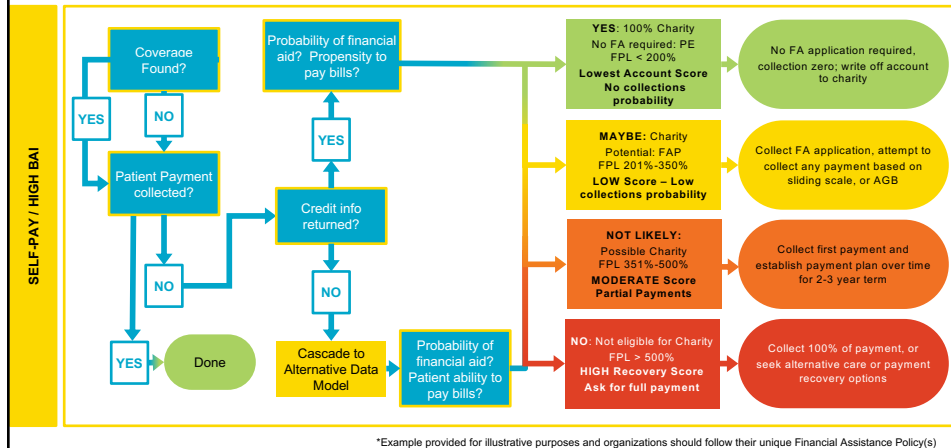 SELF-PAY / HIGH BAI
Coverage
Found?
YES
NO
Patient Payment
collected?
NO
YES
Done
Probability of financial
aid? Propensity to
pay bills?
YES
Credit info
returned?
NO
Cascade to
Alternative Data
Model
Probability of
financial aid?
Patient ability to
pay bills?
YES: 100% Charity
No FA required: PE
FPL < 200%
Lowest Account Score
No collections
probability
No FA application required,
collection zero; write off account
to charity
MAYBE: Charity
Potential: FAP
FPL 201%-350%
LOW Score – Low
collections probability
Collect FA application, attempt to
collect any payment based on
sliding scale, or AGB
NOT LIKELY:
Possible Charity
FPL 351%-500%
MODERATE Score
Partial Payments
Collect first payment and
establish payment plan over time
for 2-3 year term
NO: Not eligible for Charity
FPL > 500%
HIGH Recovery Score
Ask for full payment
Collect 100% of payment, or
seek alternative care or payment
recovery options
*Example provided for illustrative purposes and organizations should follow their unique Financial Assistance Policy(s)